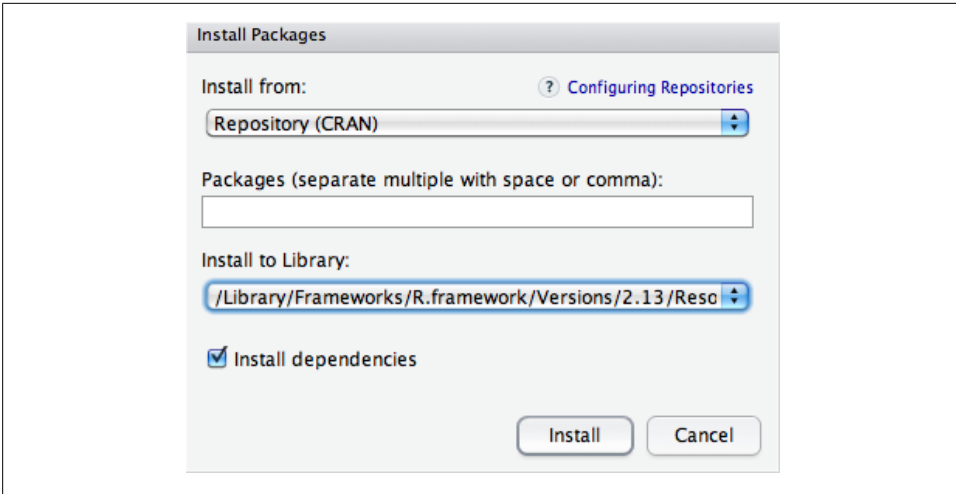 Install Packages
Install from:
? Configuring Repositories
Repository (CRAN)
Packages (separate multiple with space or comma):
Install to Library:
/Library/Frameworks/R.framework/Versions/2.13/Reso
Install dependencies
Install
Cancel